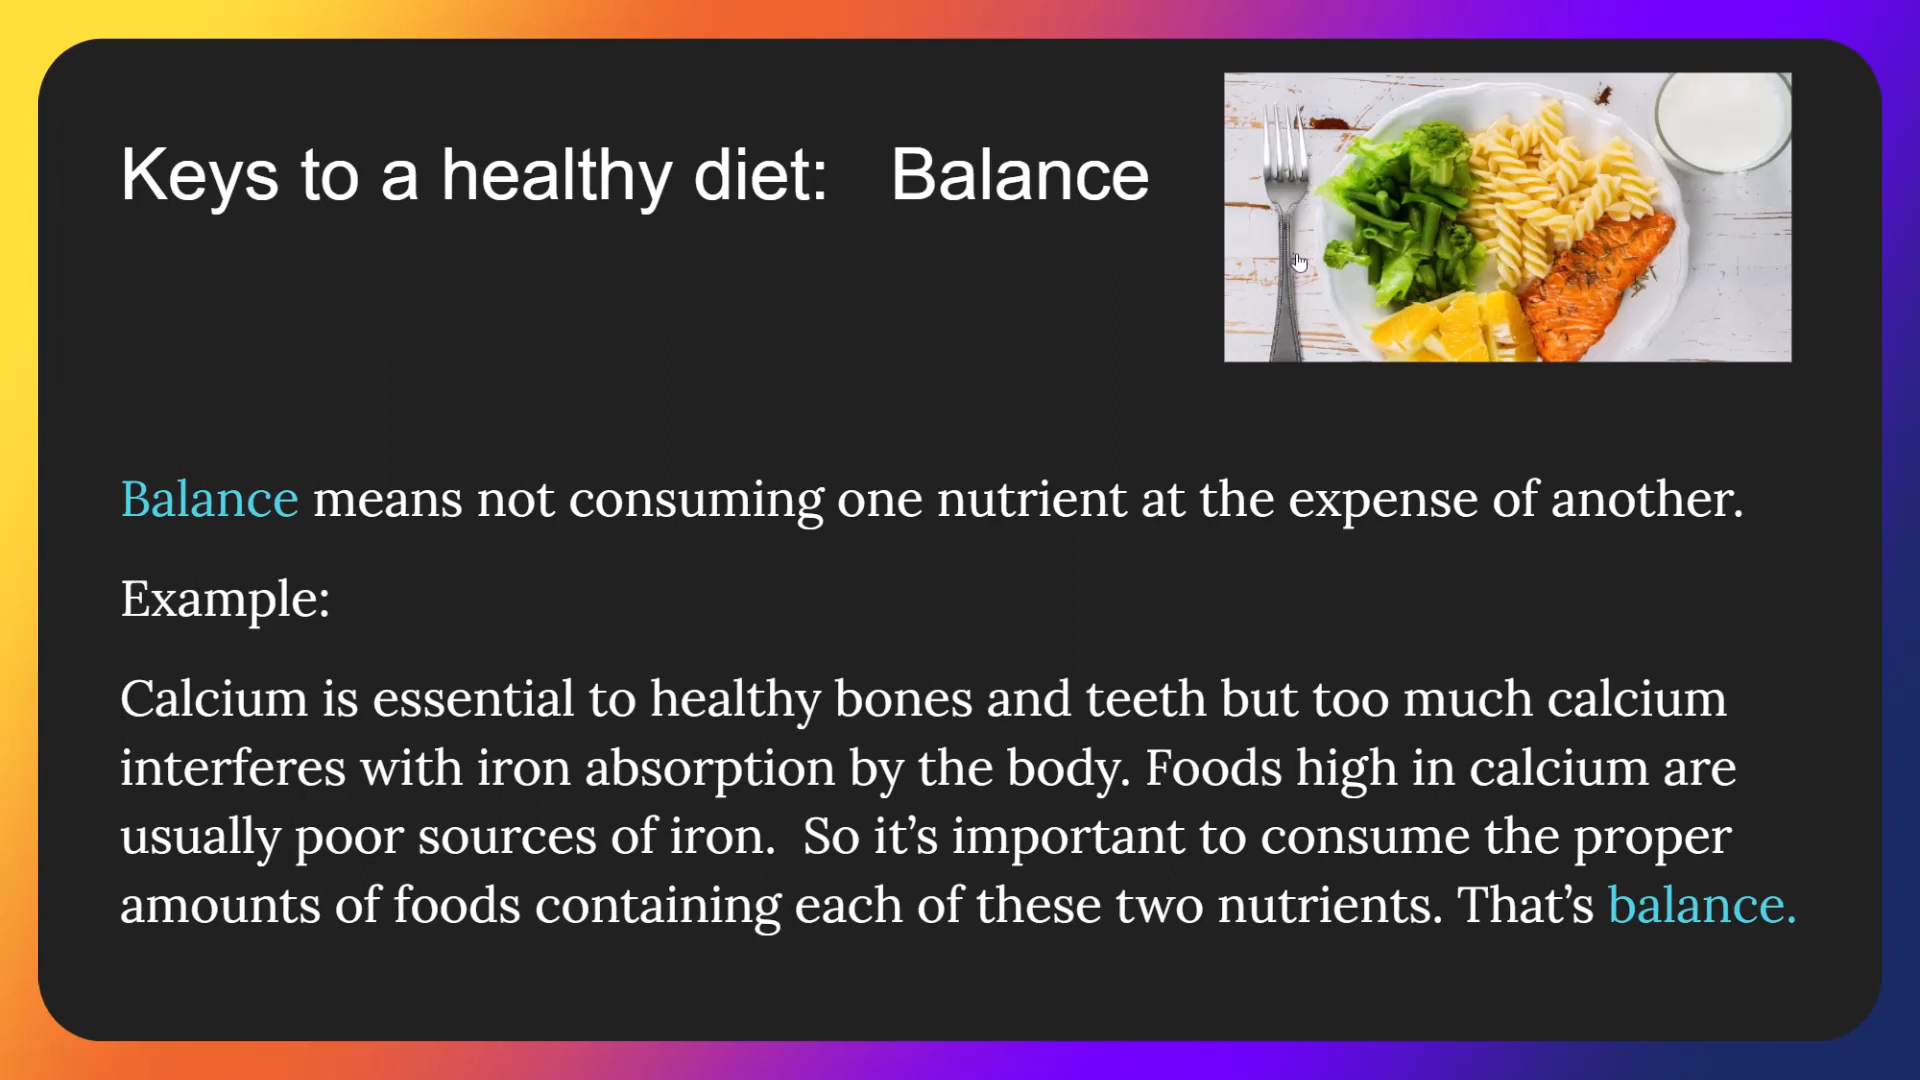 Keys to a healthy diet: Balance
Balance means not consuming one nutrient at the expense of another.
Example:
Calcium is essential to healthy bones and teeth but too much calcium
interferes with iron absorption by the body. Foods high in calcium are
usually poor sources of iron.  So it’s important to consume the proper
amounts of foods containing each of these two nutrients. That’s balance.